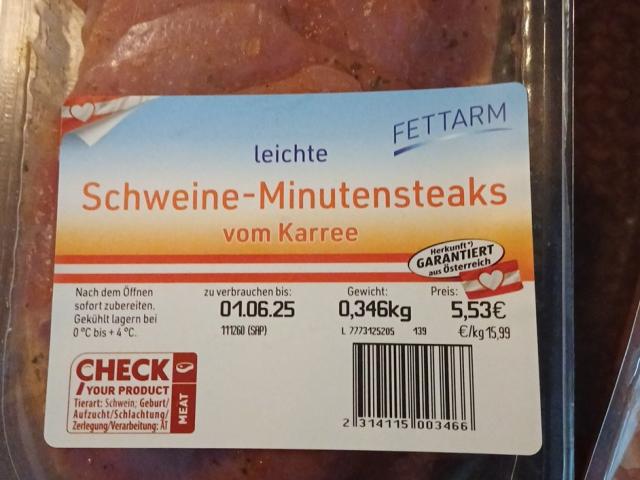 FETTARM
leichte
Schweine-Minutensteaks
vom Karree
Herkunft*)
GARANTIERT
aus Österreich
Nach dem Öffnen
sofort zubereiten.
Gekühlt lagern bei
0 °C bis + 4 °C.
zu verbrauchen bis:
01.06.25
111260 (SAP)
Gewicht:
0,346kg
L 7773125205 139
Preis:
5,53€
€/kg 15,99
CHECK
YOUR PRODUCT
Tierart: Schwein; Geburt/
Aufzucht/Schlachtung/
Zerlegung/Verarbeitung: AT
MEAT
2 314115 003466